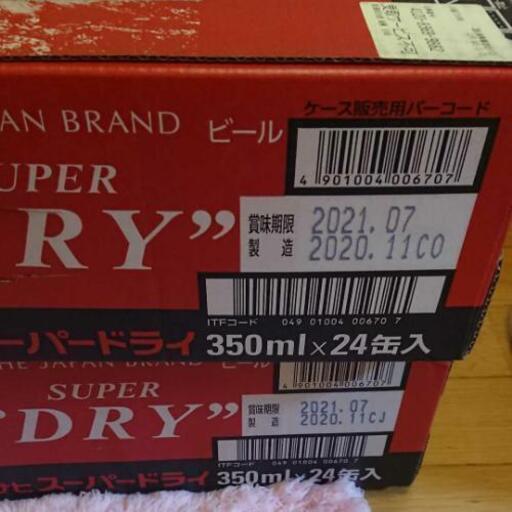 ケース販売用バーコード
PAN BRAND ビール
4 901004 006707
UPER
RY”
賞味期限 2021.07
製造 2020.11CO
ITFコード 049 01004 00670 7
ーパードライ 350ml×24缶入
THE JAPAN BRAND ビール
4 901004 006707
SUPER
“DRY”
賞味期限 2021.07
製造 2020.11CJ
ITFコード 049 01004 00670 7
ヒスーパードライ 350ml×24缶入